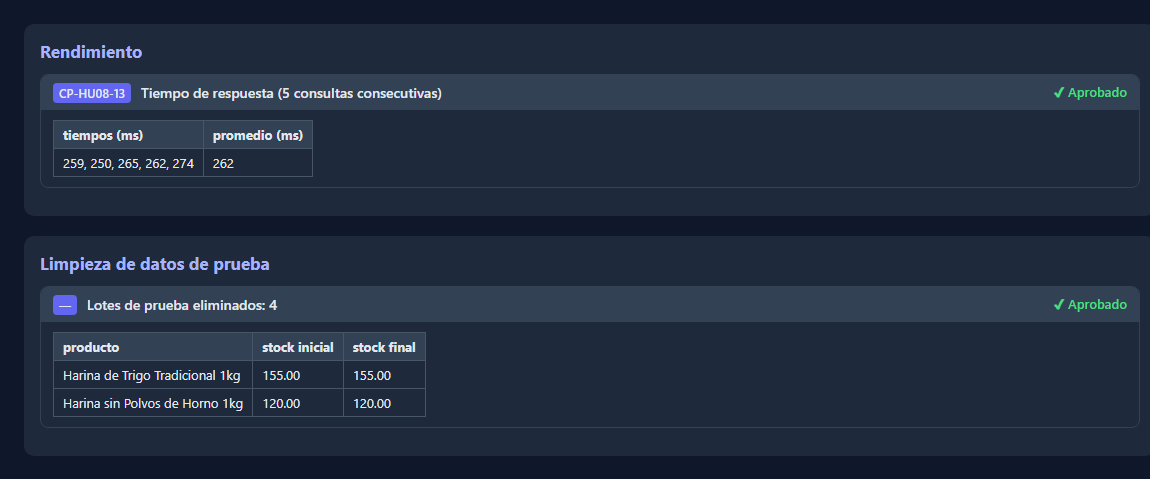 Rendimiento
CP-HU08-13 Tiempo de respuesta (5 consultas consecutivas) ✔ Aprobado
tiempos (ms) promedio (ms)
259, 250, 265, 262, 274 262
Limpieza de datos de prueba
— Lotes de prueba eliminados: 4 ✔ Aprobado
producto stock inicial stock final
Harina de Trigo Tradicional 1kg 155.00 155.00
Harina sin Polvos de Horno 1kg 120.00 120.00